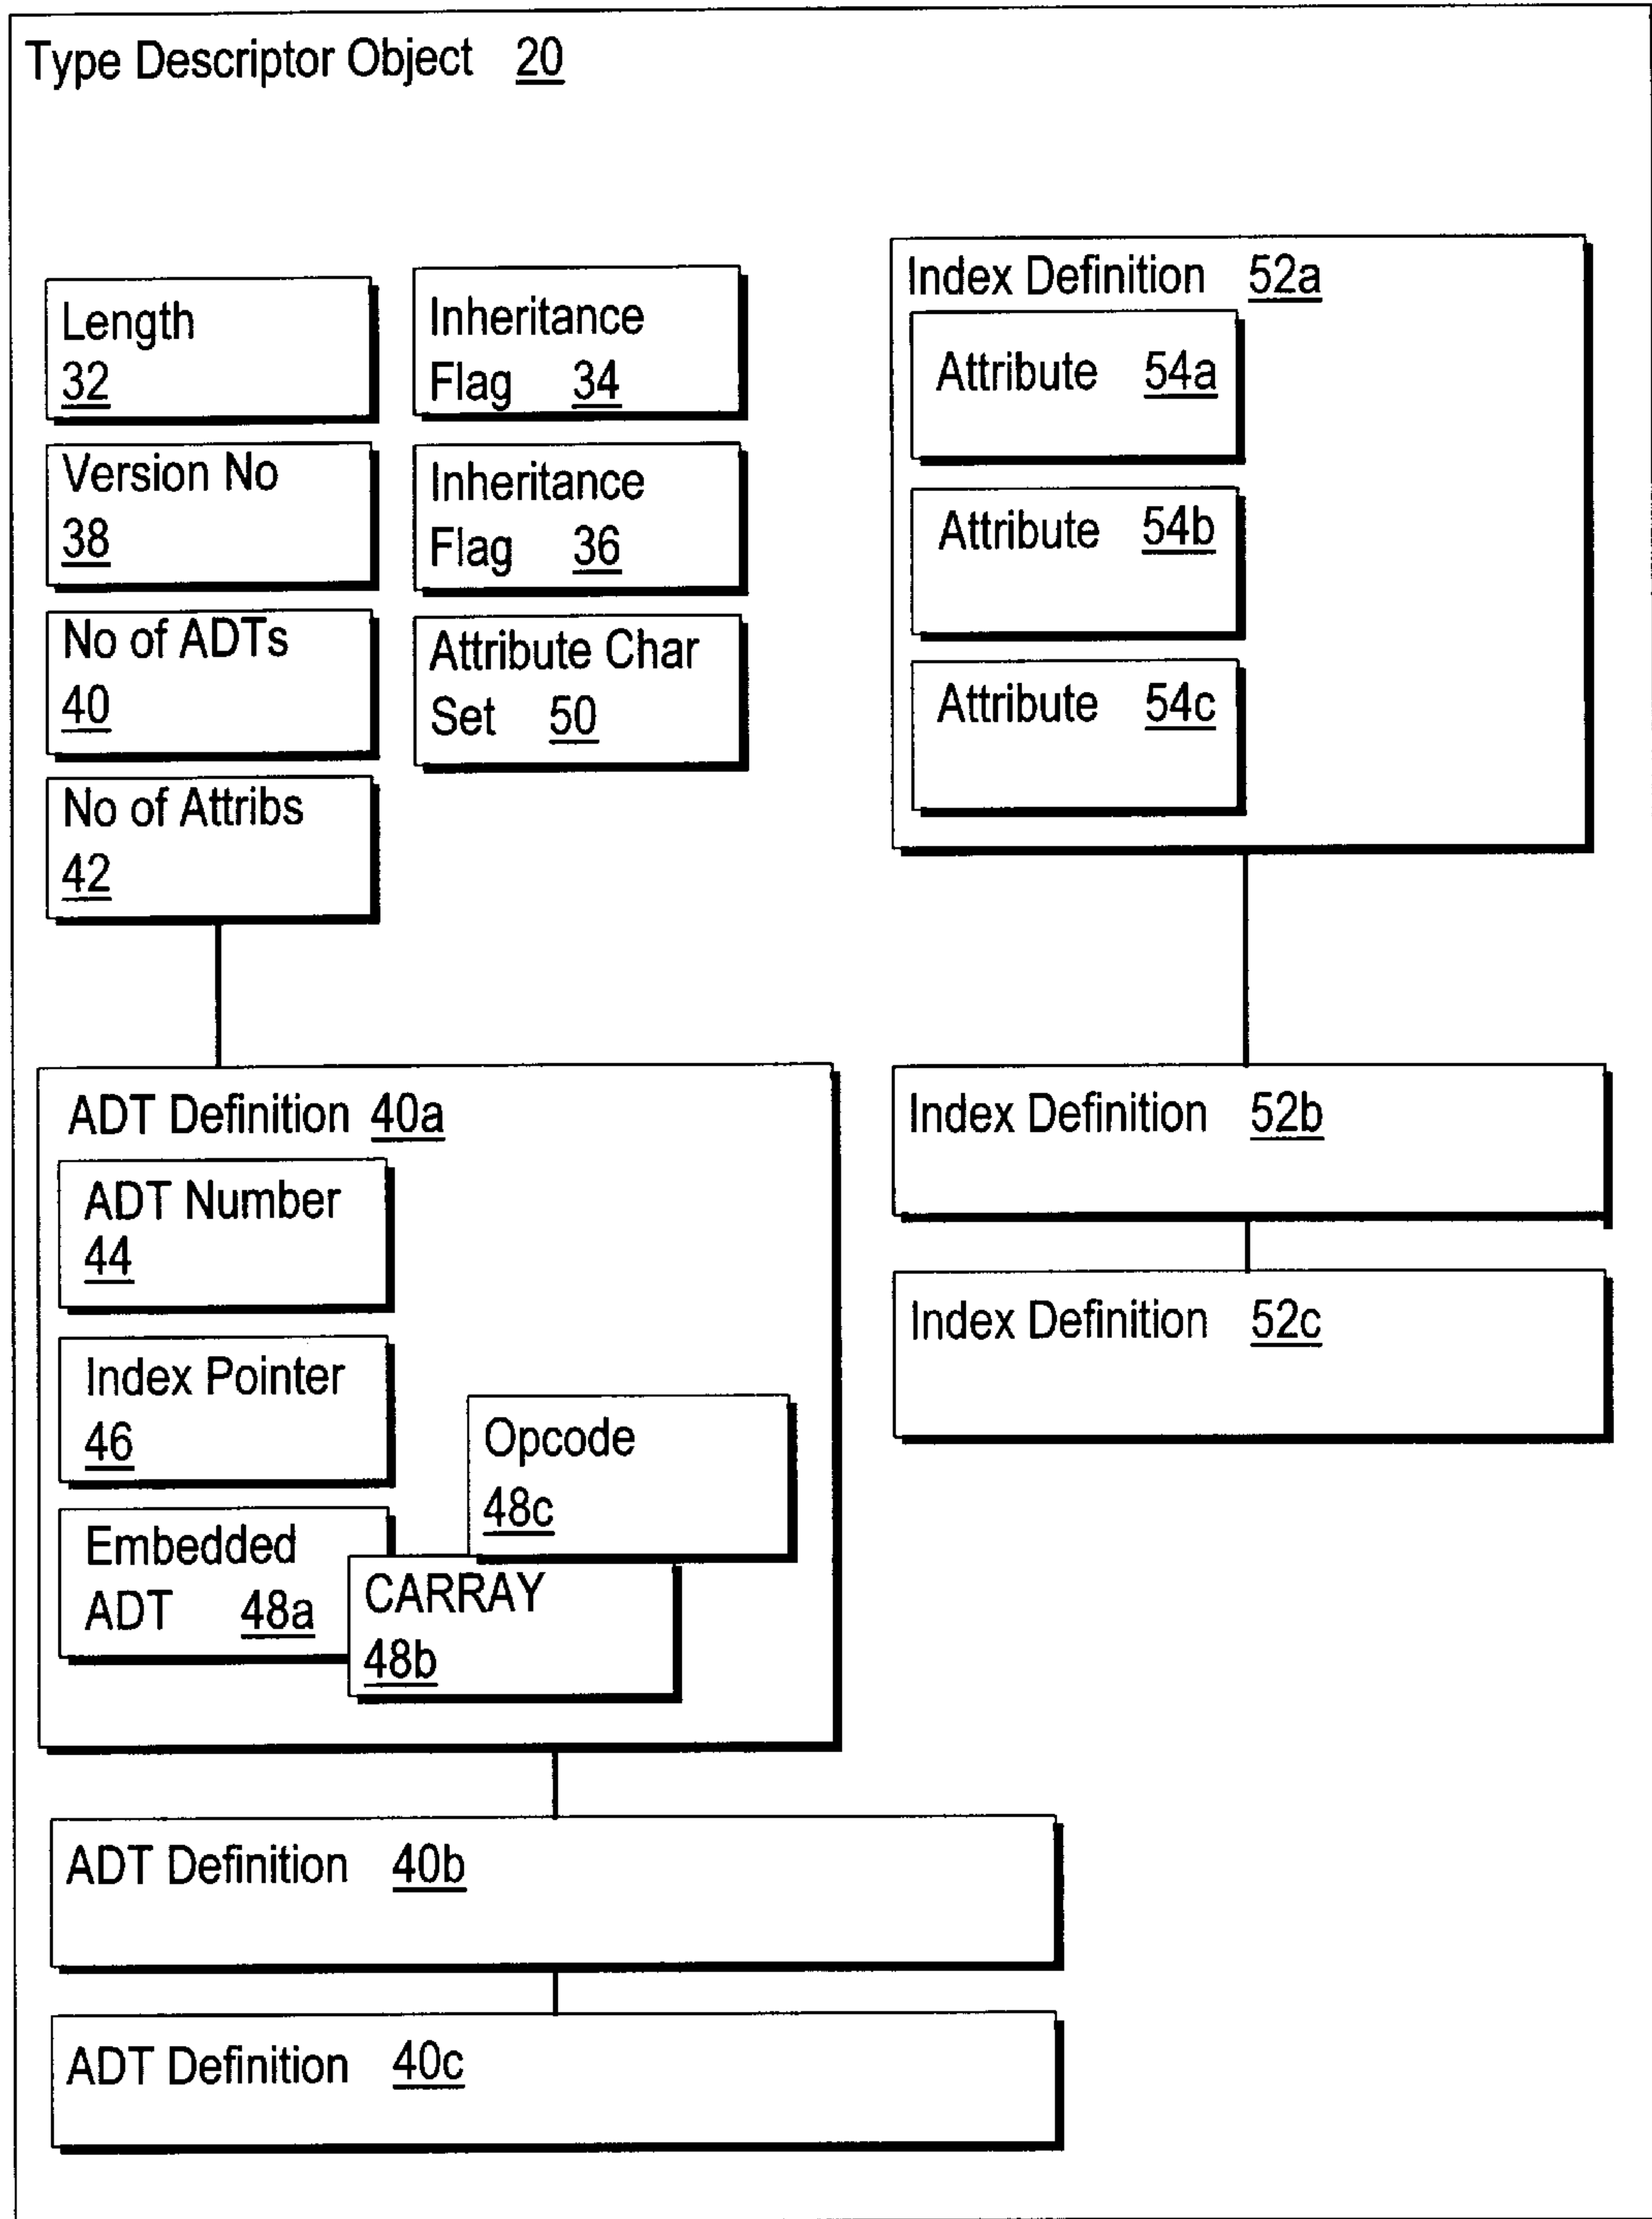 Type Descriptor Object 20
Length
32
Inheritance
Flag 34
Version No
38
Inheritance
Flag 36
No of ADTs
40
Attribute Char
Set 50
No of Attribs
42
Index Definition 52a
Attribute 54a
Attribute 54b
Attribute 54c
ADT Definition 40a
ADT Number
44
Index Pointer
46
Embedded
ADT 48a
CARRAY
48b
Opcode
48c
Index Definition 52b
Index Definition 52c
ADT Definition 40b
ADT Definition 40c